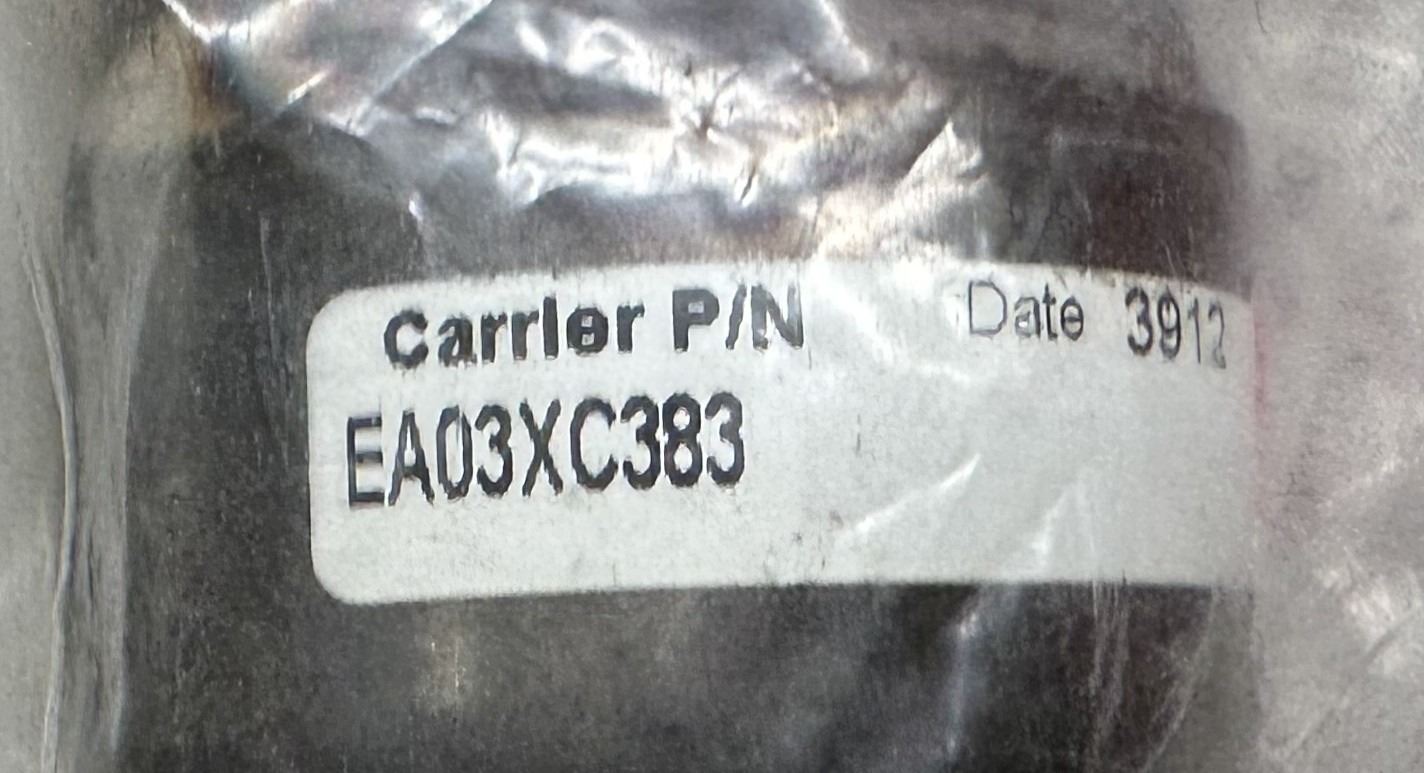 Carrier P/N Date 3912
EA03XC383